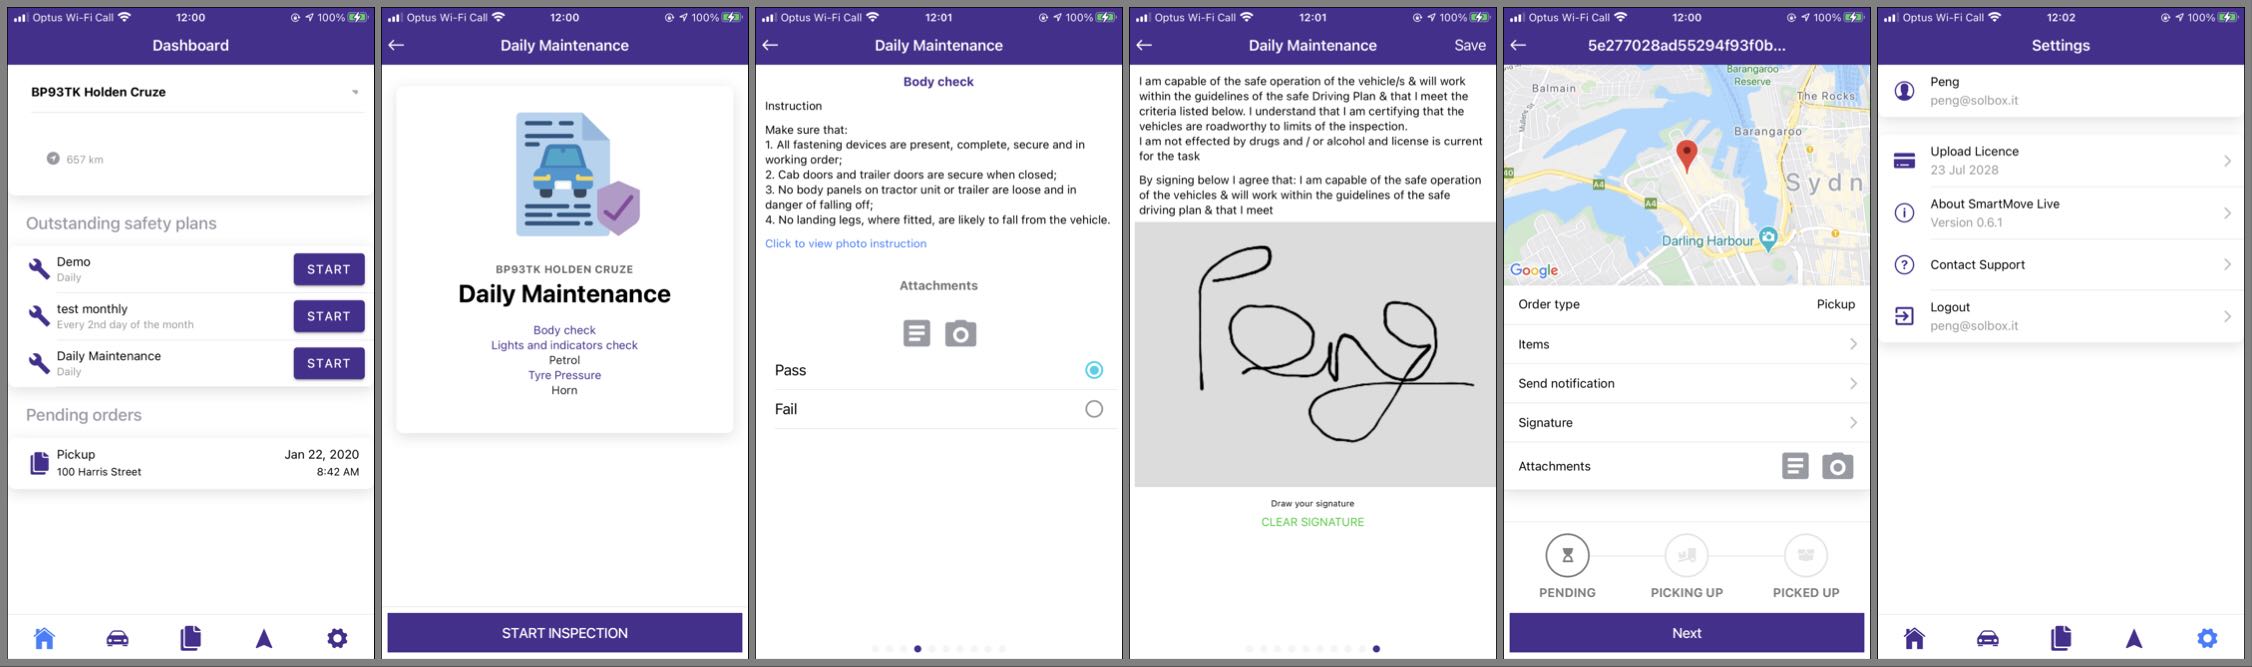 Optus Wi-Fi Call 12:00 100%
Dashboard
BP93TK Holden Cruze
657 km
Outstanding safety plans
Demo
Daily
START
test monthly
Every 2nd day of the month
START
Daily Maintenance
Daily
START
Pending orders
Pickup Jan 22, 2020
100 Harris Street 8:42 AM
Optus Wi-Fi Call 12:00 100%
Daily Maintenance
BP93TK HOLDEN CRUZE
Daily Maintenance
Body check
Lights and indicators check
Petrol
Tyre Pressure
Horn
START INSPECTION
Optus Wi-Fi Call 12:01 100%
Daily Maintenance
Body check
Instruction
Make sure that:
1. All fastening devices are present, complete, secure and in
working order;
2. Cab doors and trailer doors are secure when closed;
3. No body panels on tractor unit or trailer are loose and in
danger of falling off;
4. No landing legs, where fitted, are likely to fall from the vehicle.
Click to view photo instruction
Attachments
Pass
Fail
Optus Wi-Fi Call 12:01 100%
Daily Maintenance Save
I am capable of the safe operation of the vehicle/s & will work
within the guidelines of the safe Driving Plan & that I meet the
criteria listed below. I understand that I am certifying that the
vehicles are roadworthy to limits of the inspection.
I am not effected by drugs and / or alcohol and license is current
for the task
By signing below I agree that: I am capable of the safe operation
of the vehicles & will work within the guidelines of the safe
driving plan & that I meet
Peng
Draw your signature
CLEAR SIGNATURE
Optus Wi-Fi Call 12:00 100%
5e277028ad55294f93f0b...
Barangaroo
Reserve
Balmain
The Rocks
Mullens St
Barangaroo
40
A4
A4
Sydn
Darling Harbour
Google
Order type Pickup
Items
Send notification
Signature
Attachments
PENDING PICKING UP PICKED UP
Next
Optus Wi-Fi Call 12:02 100%
Settings
Peng
peng@solbox.it
Upload Licence
23 Jul 2028
About SmartMove Live
Version 0.6.1
Contact Support
Logout
peng@solbox.it